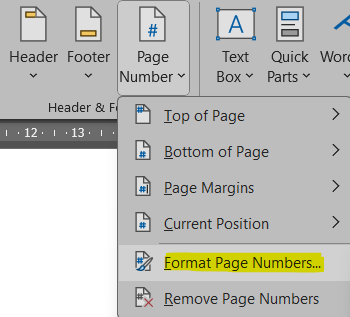 Header
Footer
Page
Number
Text
Box
Quick
Parts
Header & Fo
12 13
Top of Page
Bottom of Page
Page Margins
Current Position
Format Page Numbers...
Remove Page Numbers